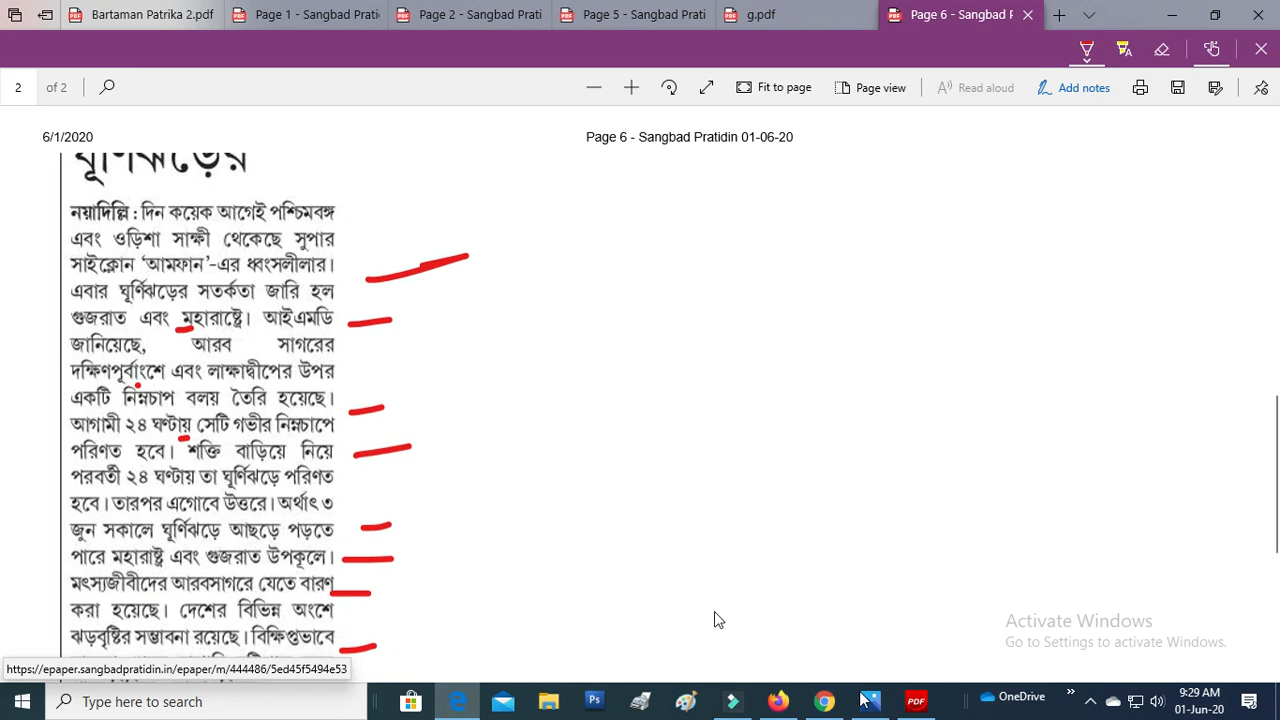 Bartaman Patrika 2.pdf
Page 1 - Sangbad Prati
Page 2 - Sangbad Prati
Page 5 - Sangbad Prati
g.pdf
Page 6 - Sangbad P
2 of 2
Fit to page
Page view
Read aloud
Add notes
6/1/2020
Page 6 - Sangbad Pratidin 01-06-20
ঘূর্ণিঝড়ের
নয়াদিল্লি : দিন কয়েক আগেই পশ্চিমবঙ্গ
এবং ওড়িশা সাক্ষী থেকেছে সুপার
সাইক্লোন ‘আমফান’-এর ধ্বংসলীলার।
এবার ঘূর্ণিঝড়ের সতর্কতা জারি হল
গুজরাত এবং মহারাষ্ট্রে। আইএমডি
জানিয়েছে, আরব সাগরের
দক্ষিণপূর্বাংশে এবং লাক্ষাদ্বীপের উপর
একটি নিম্নচাপ বলয় তৈরি হয়েছে।
আগামী ২৪ ঘণ্টায় সেটি গভীর নিম্নচাপে
পরিণত হবে। শক্তি বাড়িয়ে নিয়ে
পরবর্তী ২৪ ঘণ্টায় তা ঘূর্ণিঝড়ে পরিণত
হবে। তারপর এগোবে উত্তরে। অর্থাৎ ৩
জুন সকালে ঘূর্ণিঝড়ে আছড়ে পড়তে
পারে মহারাষ্ট্র এবং গুজরাত উপকূলে।
মৎস্যজীবীদের আরবসাগরে যেতে বারণ
করা হয়েছে। দেশের বিভিন্ন অংশে
ঝড়বৃষ্টির সম্ভাবনা রয়েছে। বিক্ষিপ্তভাবে
Activate Windows
Go to Settings to activate Windows.
https://epaper.sangbadpratidin.in/epaper/m/444486/5ed45f5494e53
Type here to search
OneDrive
9:29 AM
01-Jun-20